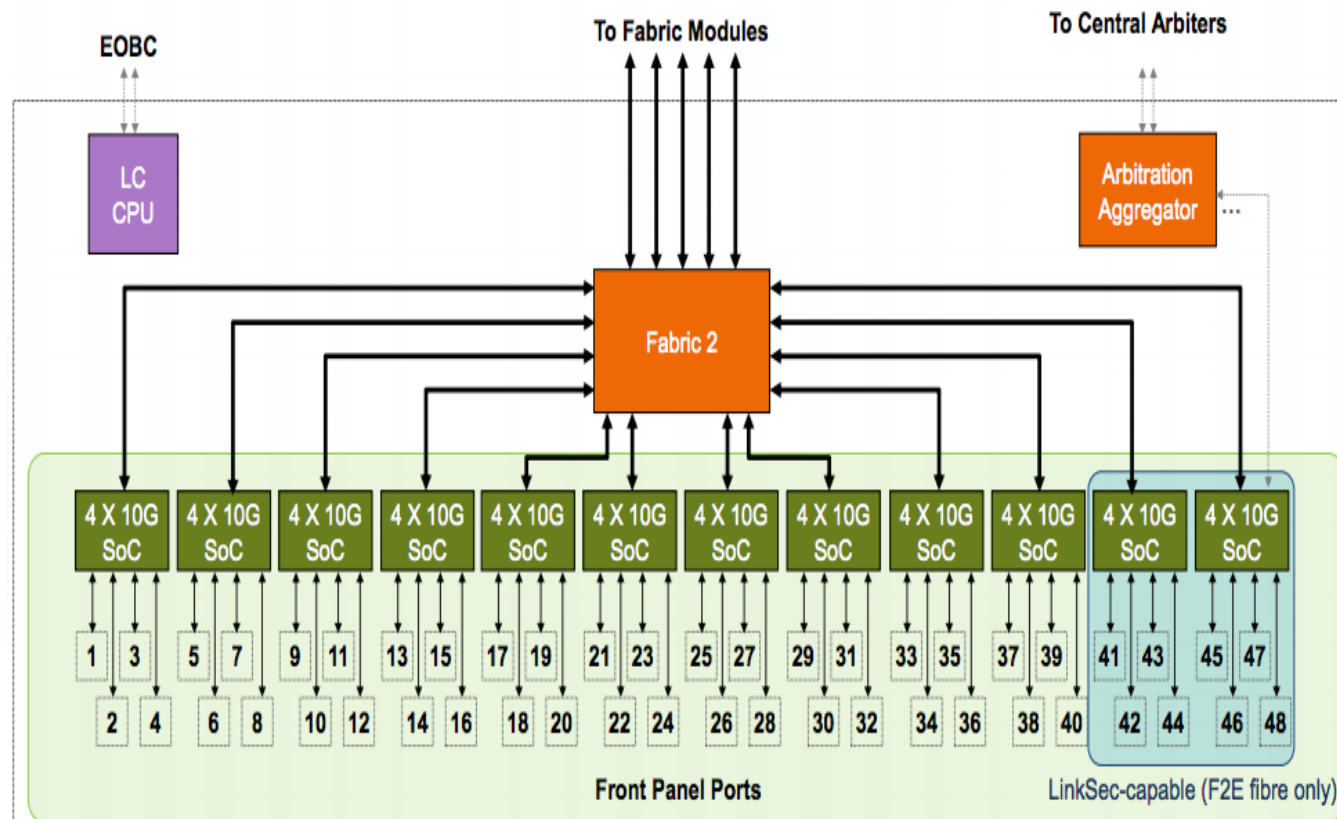 EOBC
To Fabric Modules
To Central Arbiters
LC
CPU
Arbitration
Aggregator
...
Fabric 2
4 X 10G
SoC
4 X 10G
SoC
4 X 10G
SoC
4 X 10G
SoC
4 X 10G
SoC
4 X 10G
SoC
4 X 10G
SoC
4 X 10G
SoC
4 X 10G
SoC
4 X 10G
SoC
4 X 10G
SoC
4 X 10G
SoC
1 3 5 7 9 11 13 15 17 19 21 23 25 27 29 31 33 35 37 39 41 43 45 47
2 4 6 8 10 12 14 16 18 20 22 24 26 28 30 32 34 36 38 40 42 44 46 48
Front Panel Ports
LinkSec-capable (F2E fibre only)